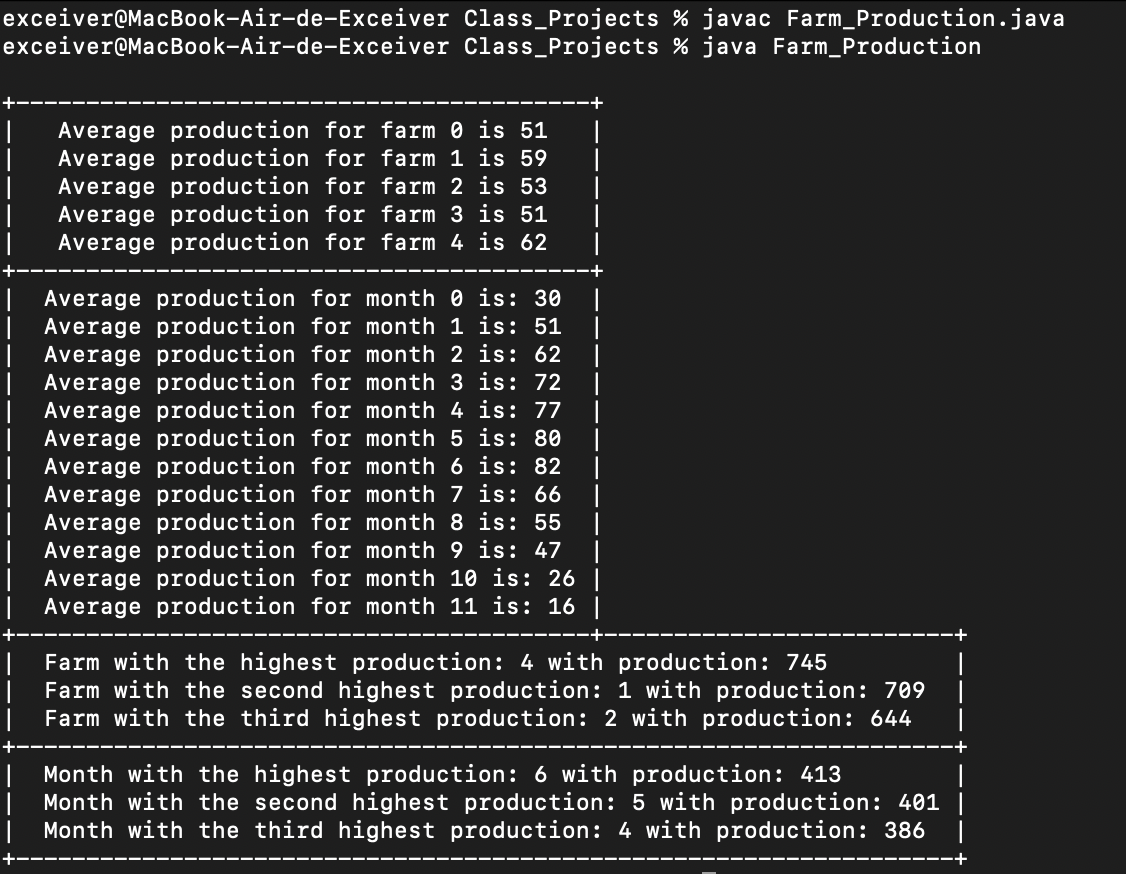 exceiver@MacBook-Air-de-Exceiver Class_Projects % javac Farm_Production.java
exceiver@MacBook-Air-de-Exceiver Class_Projects % java Farm_Production
+-----------------------------------------+
|   Average production for farm 0 is 51   |
|   Average production for farm 1 is 59   |
|   Average production for farm 2 is 53   |
|   Average production for farm 3 is 51   |
|   Average production for farm 4 is 62   |
+-----------------------------------------+
|  Average production for month 0 is: 30  |
|  Average production for month 1 is: 51  |
|  Average production for month 2 is: 62  |
|  Average production for month 3 is: 72  |
|  Average production for month 4 is: 77  |
|  Average production for month 5 is: 80  |
|  Average production for month 6 is: 82  |
|  Average production for month 7 is: 66  |
|  Average production for month 8 is: 55  |
|  Average production for month 9 is: 47  |
|  Average production for month 10 is: 26 |
|  Average production for month 11 is: 16 |
+-----------------------------------------+-------------------------+
|  Farm with the highest production: 4 with production: 745         |
|  Farm with the second highest production: 1 with production: 709  |
|  Farm with the third highest production: 2 with production: 644   |
+-------------------------------------------------------------------+
|  Month with the highest production: 6 with production: 413        |
|  Month with the second highest production: 5 with production: 401 |
|  Month with the third highest production: 4 with production: 386  |
+-------------------------------------------------------------------+